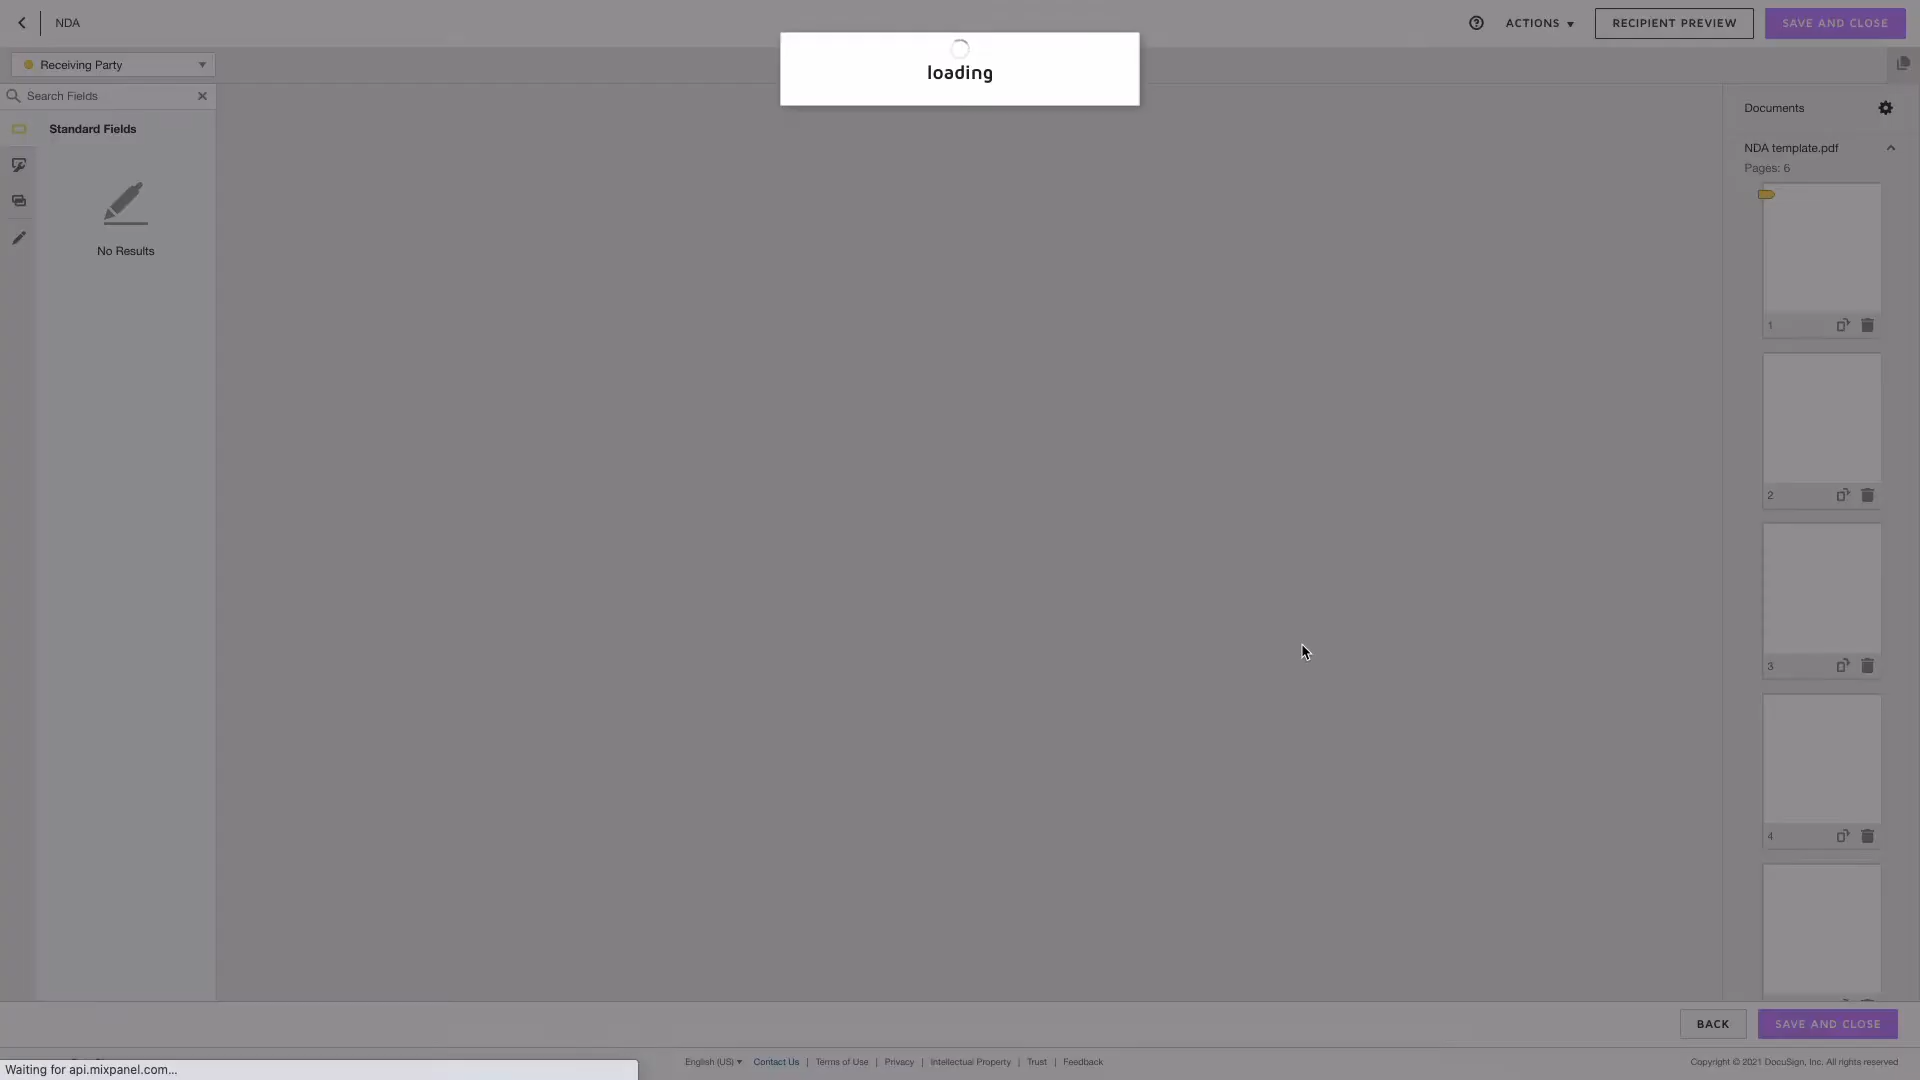 NDA
ACTIONS
RECIPIENT PREVIEW
SAVE AND CLOSE
loading
Receiving Party
Search Fields
Standard Fields
No Results
Documents
NDA template.pdf
Pages: 6
1
2
3
4
BACK
SAVE AND CLOSE
Waiting for api.mixpanel.com...
English (US) | Contact Us | Terms of Use | Privacy | Intellectual Property | Trust | Feedback
Copyright © 2021 DocuSign, Inc. All rights reserved